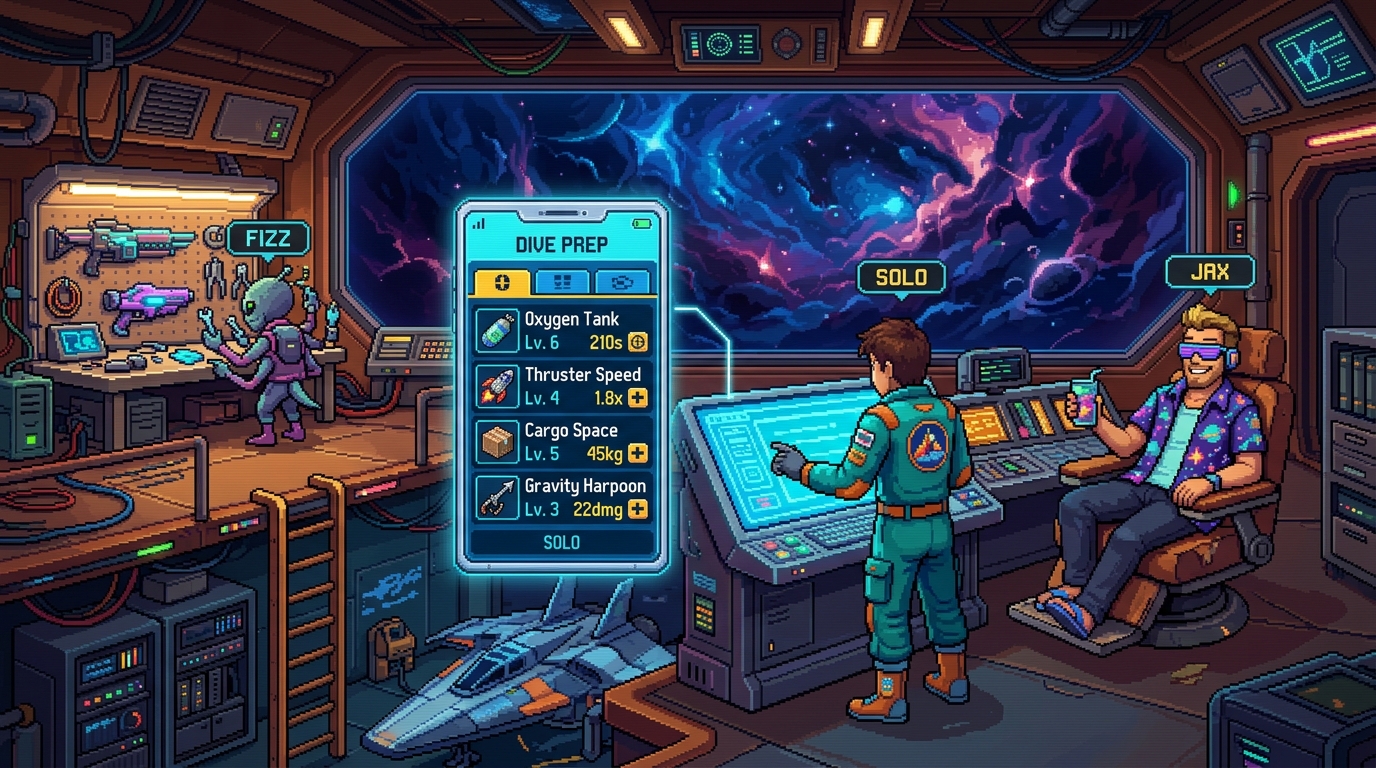 FIZZ
DIVE PREP
Oxygen Tank
Lv. 6 210s
Thruster Speed
Lv. 4 1.8x
Cargo Space
Lv. 5 45kg
Gravity Harpoon
Lv. 3 22dmg
SOLO
SOLO
JAX